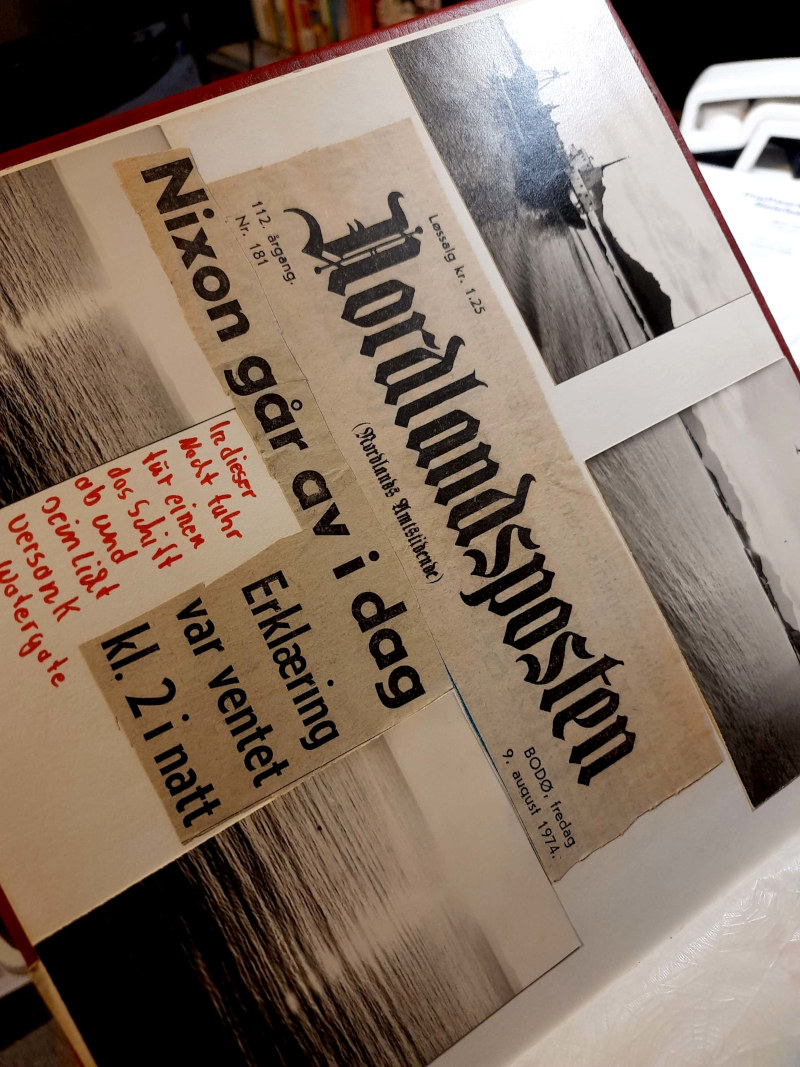 Løssalg kr. 1.25
112. årgang.
Nr. 181
Nordlandsposten
(Nordlands Amtstidende)
BODØ, fredag
9. august 1974.
Nixon går av i dag
Erklæring
var ventet
kl. 2 i natt
In dieser
Nacht fuhr
für einen
das Schiff
ab und
sein Licht
versank
Watergate